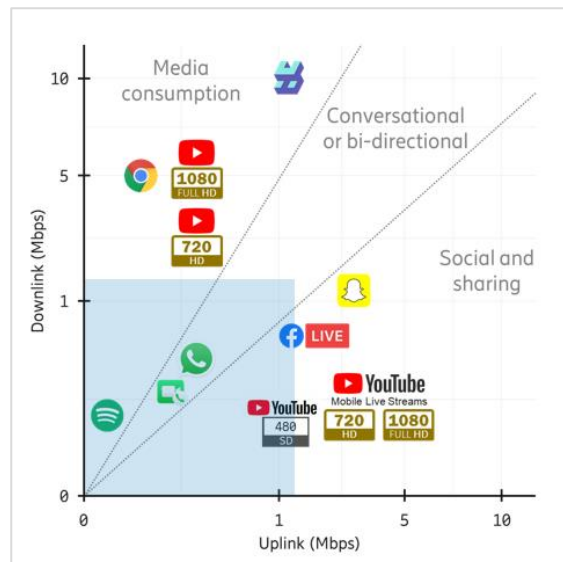 10
Media
consumption
Conversational
or bi-directional
1080
FULL HD
5
720
HD
Social and
sharing
Downlink (Mbps)
1
LIVE
YouTube
Mobile Live Streams
YouTube
480
SD
720
HD
1080
FULL HD
0
0
1
5
10
Uplink (Mbps)